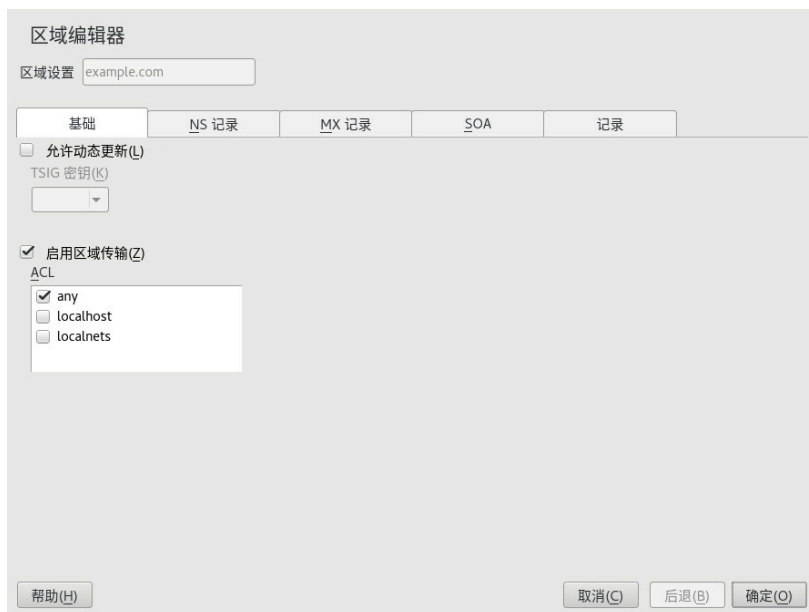 区域编辑器
区域设置 example.com
基础 NS 记录 MX 记录 SOA 记录
允许动态更新(L)
TSIG 密钥(K)
启用区域传输(Z)
ACL
any
localhost
localnets
帮助(H) 取消(C) 后退(B) 确定(O)